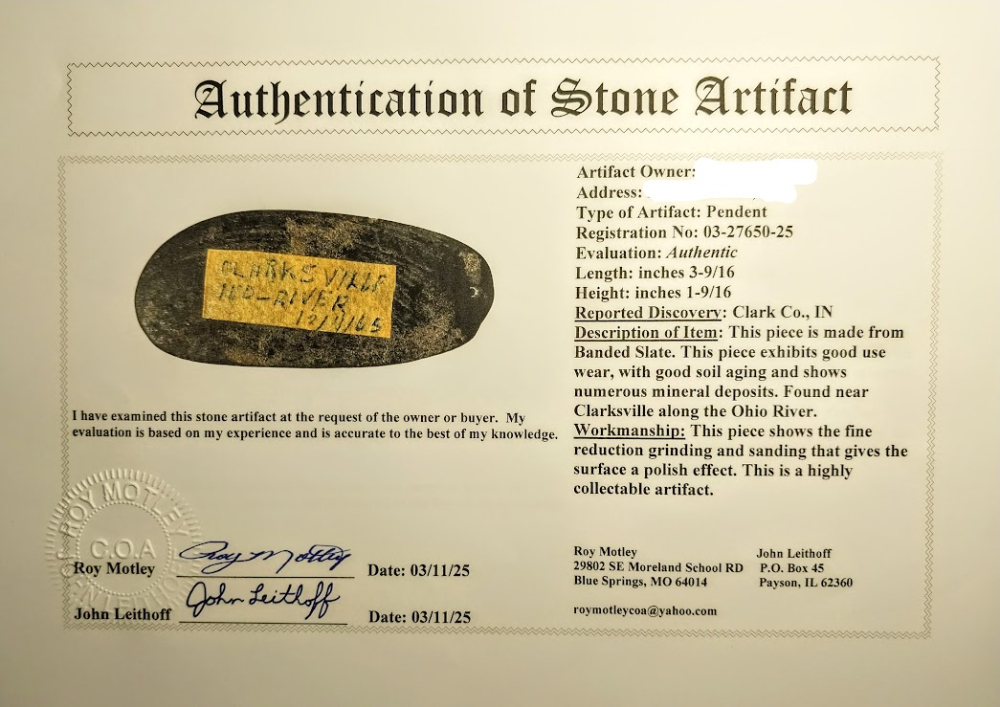 Authentication of Stone Artifact
CLARKSVILLE
RIVER
Artifact Owner:
Address:
Type of Artifact: Pendent
Registration No: 03-27650-25
Evaluation: Authentic
Length: inches 3-9/16
Height: inches 1-9/16
Reported Discovery: Clark Co., IN
Description of Item: This piece is made from
Banded Slate. This piece exhibits good use
wear, with good soil aging and shows
numerous mineral deposits. Found near
Clarksville along the Ohio River.
Workmanship: This piece shows the fine
reduction grinding and sanding that gives the
surface a polish effect. This is a highly
collectable artifact.
I have examined this stone artifact at the request of the owner or buyer. My
evaluation is based on my experience and is accurate to the best of my knowledge.
ROY MOTLEY
C.O.A
Roy Motley
Roy Motley Date: 03/11/25
John Leithoff
John Leithoff Date: 03/11/25
Roy Motley
29802 SE Moreland School RD
Blue Springs, MO 64014
roymotleycoa@yahoo.com
John Leithoff
P.O. Box 45
Payson, IL 62360